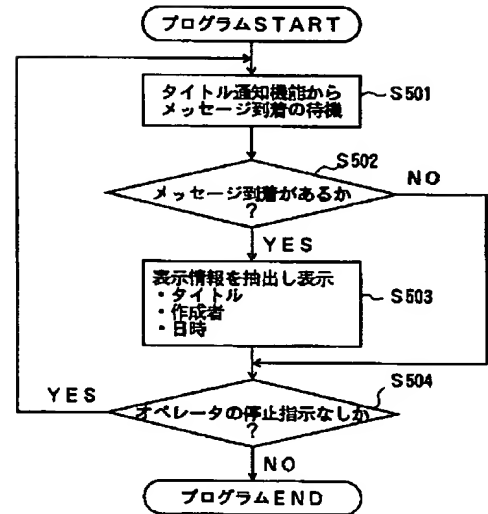 プログラムSTART
タイトル通知機能から
メッセージ到着の待機
S501
S502
メッセージ到着があるか
?
NO
YES
表示情報を抽出し表示
・タイトル
・作成者
・日時
S503
S504
YES
オペレータの停止指示なしか
?
NO
プログラムEND